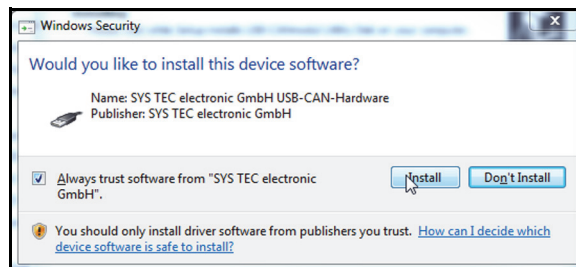 Windows Security
x
Would you like to install this device software?
Name: SYS TEC electronic GmbH USB-CAN-Hardware
Publisher: SYS TEC electronic GmbH
Always trust software from "SYS TEC electronic
GmbH".
Install
Don't Install
You should only install driver software from publishers you trust. How can I decide which
device software is safe to install?